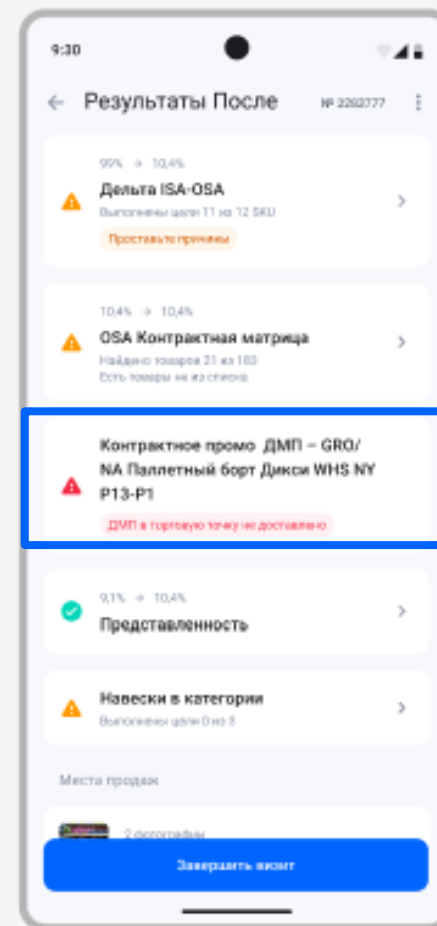 9:30
Результаты После № 2282777
99% → 10,4%
Дельта ISA-OSA
Выполнены цели 11 из 12 SKU
Проставьте причины
10,4% → 10,4%
OSA Контрактная матрица
Найдено товаров 21 из 183
Есть товары не из списка
Контрактное промо ДМП – GRO/
NA Паллетный борт Дикси WHS NY
P13-P1
ДМП в торговую точку не доставлено
9,1% → 10,4%
Представленность
Навески в категории
Выполнены цели 0 из 3
Места продаж
2 фотографии
Завершить визит